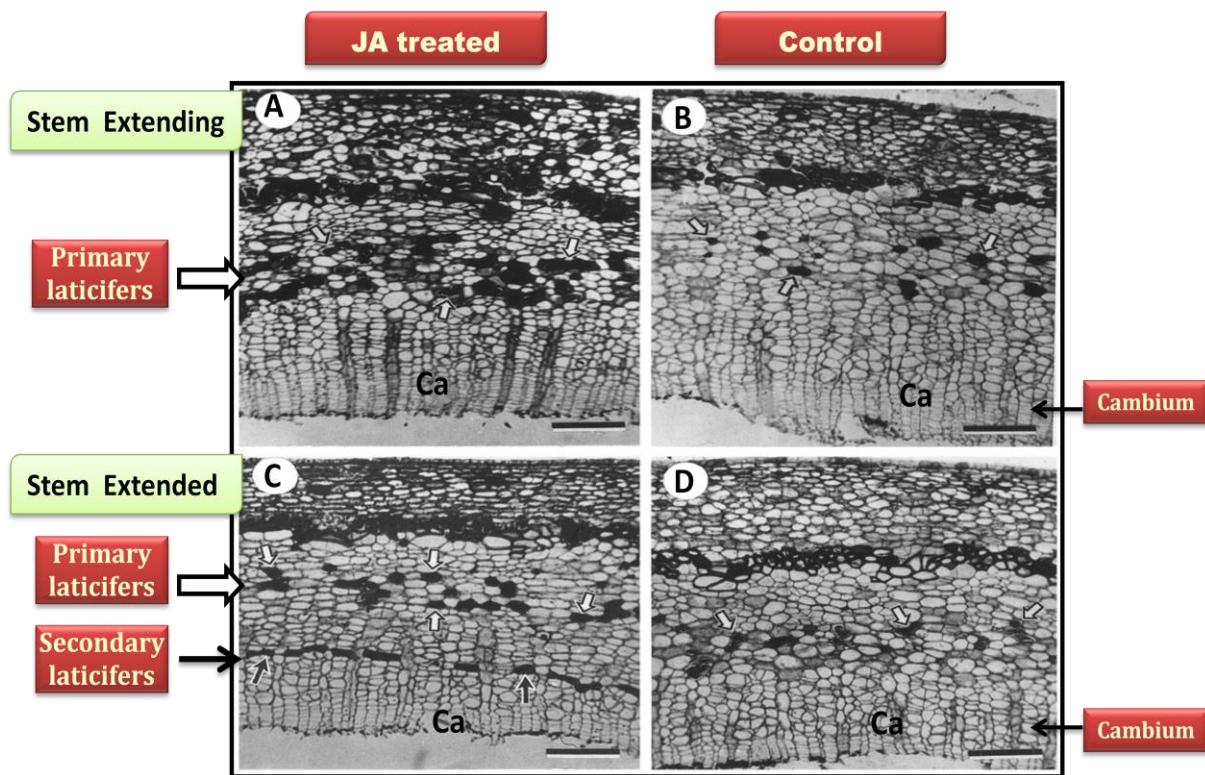 JA treated
Control
Stem Extending
A
B
Primary
laticifers
Ca
Ca
Cambium
Stem Extended
C
D
Primary
laticifers
Secondary
laticifers
Ca
Ca
Cambium